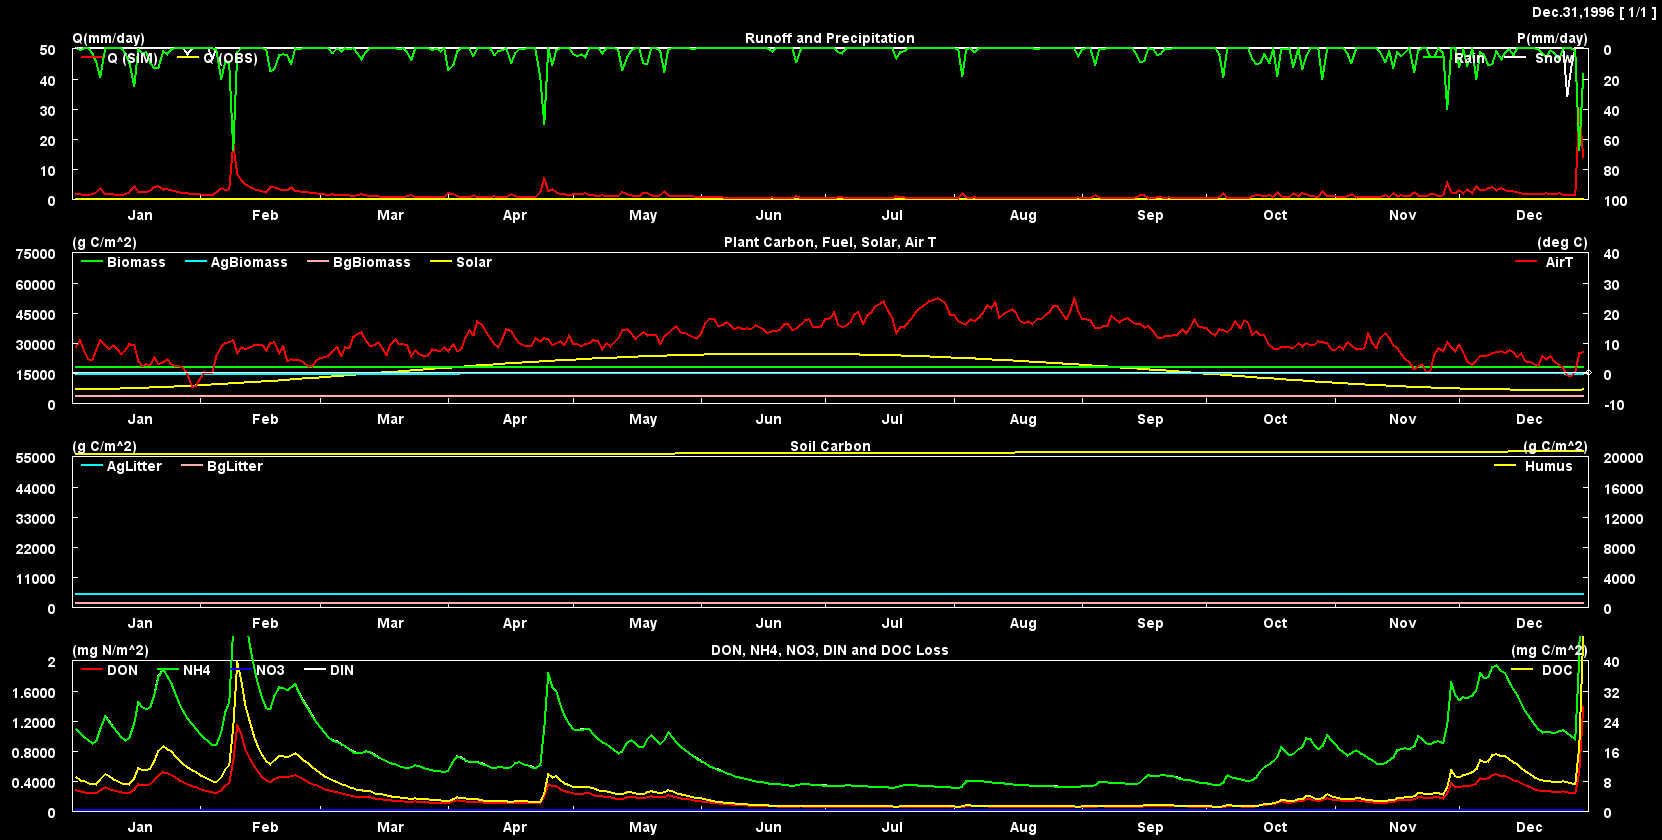 Dec.31,1996 [ 1/1 ]
Q(mm/day) Runoff and Precipitation P(mm/day)
50 0
Q (SIM) Q (OBS) Rain Snow
40 20
30 40
20 60
10 80
0 100
Jan Feb Mar Apr May Jun Jul Aug Sep Oct Nov Dec
(g C/m^2) Plant Carbon, Fuel, Solar, Air T (deg C)
75000 40
Biomass AgBiomass BgBiomass Solar AirT
60000 30
45000 20
30000 10
15000 0
0 -10
Jan Feb Mar Apr May Jun Jul Aug Sep Oct Nov Dec
(g C/m^2) Soil Carbon (g C/m^2)
55000 20000
AgLitter BgLitter Humus
44000 16000
33000 12000
22000 8000
11000 4000
0 0
Jan Feb Mar Apr May Jun Jul Aug Sep Oct Nov Dec
(mg N/m^2) DON, NH4, NO3, DIN and DOC Loss (mg C/m^2)
2 40
DON NH4 NO3 DIN DOC
1.6000 32
1.2000 24
0.8000 16
0.4000 8
0 0
Jan Feb Mar Apr May Jun Jul Aug Sep Oct Nov Dec